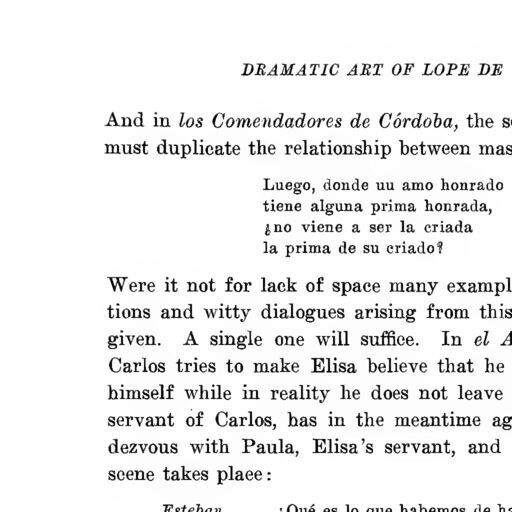 DRAMATIC ART OF LOPE DE
And in los Comendadores de Córdoba, the s
must duplicate the relationship between mas
Luego, donde uu amo honrado
tiene alguna prima honrada,
¿no viene a ser la criada
la prima de su criado?
Were it not for lack of space many exampl
tions and witty dialogues arising from this
given. A single one will suffice. In el A
Carlos tries to make Elisa believe that he
himself while in reality he does not leave
servant of Carlos, has in the meantime ag
dezvous with Paula, Elisa's servant, and
scene takes place:
Esteban ¿Qué es lo que habemos de ha